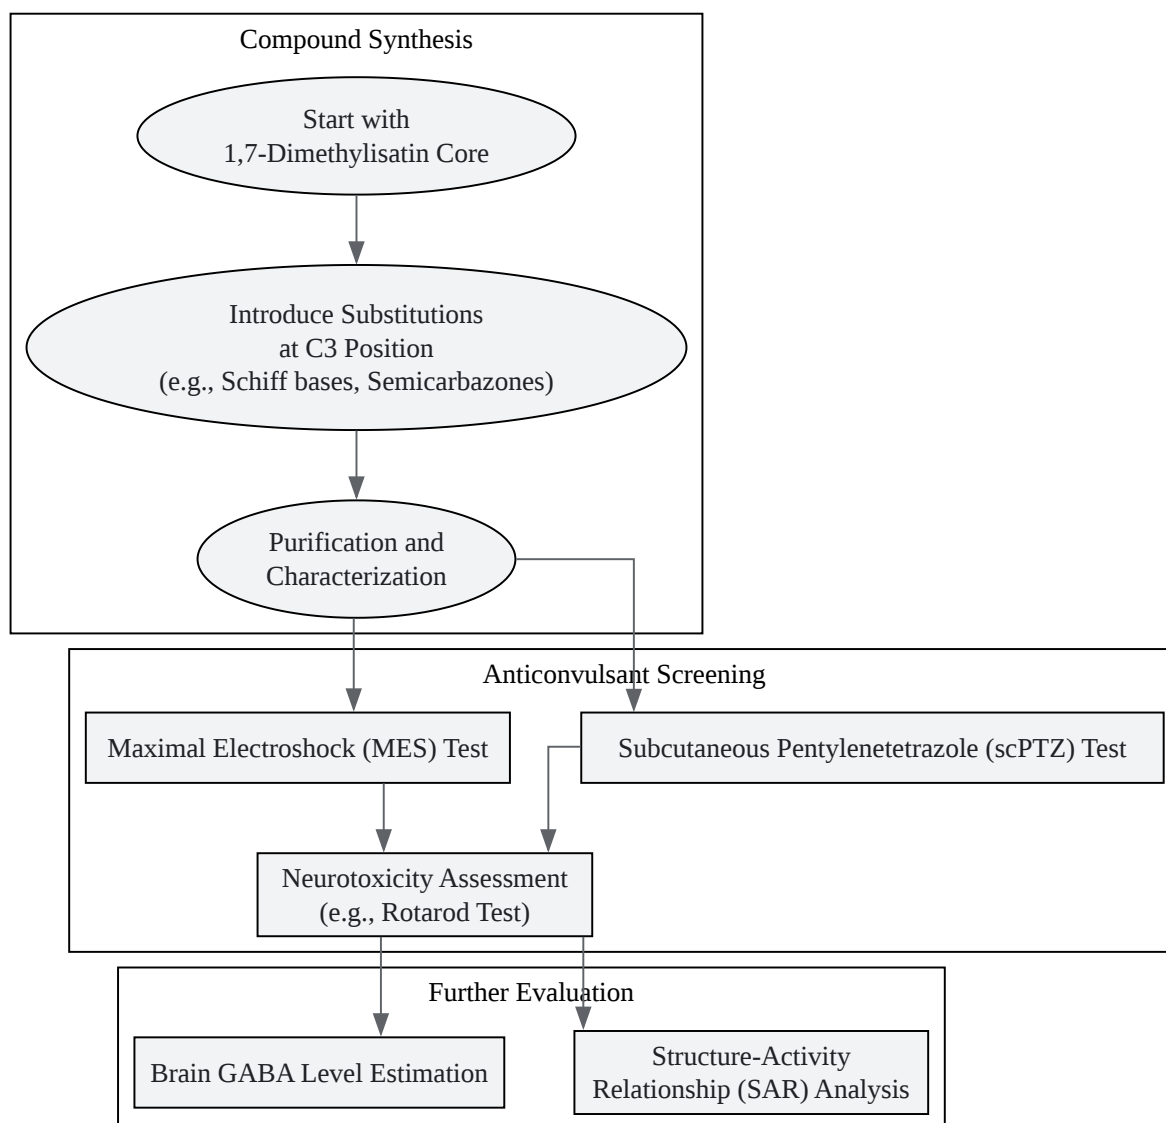 Compound Synthesis
Start with
1,7-Dimethylisatin Core
Introduce Substitutions
at C3 Position
(e.g., Schiff bases, Semicarbazones)
Purification and
Characterization
Anticonvulsant Screening
Maximal Electroshock (MES) Test
Subcutaneous Pentylenetetrazole (scPTZ) Test
Neurotoxicity Assessment
(e.g., Rotarod Test)
Further Evaluation
Brain GABA Level Estimation
Structure-Activity
Relationship (SAR) Analysis